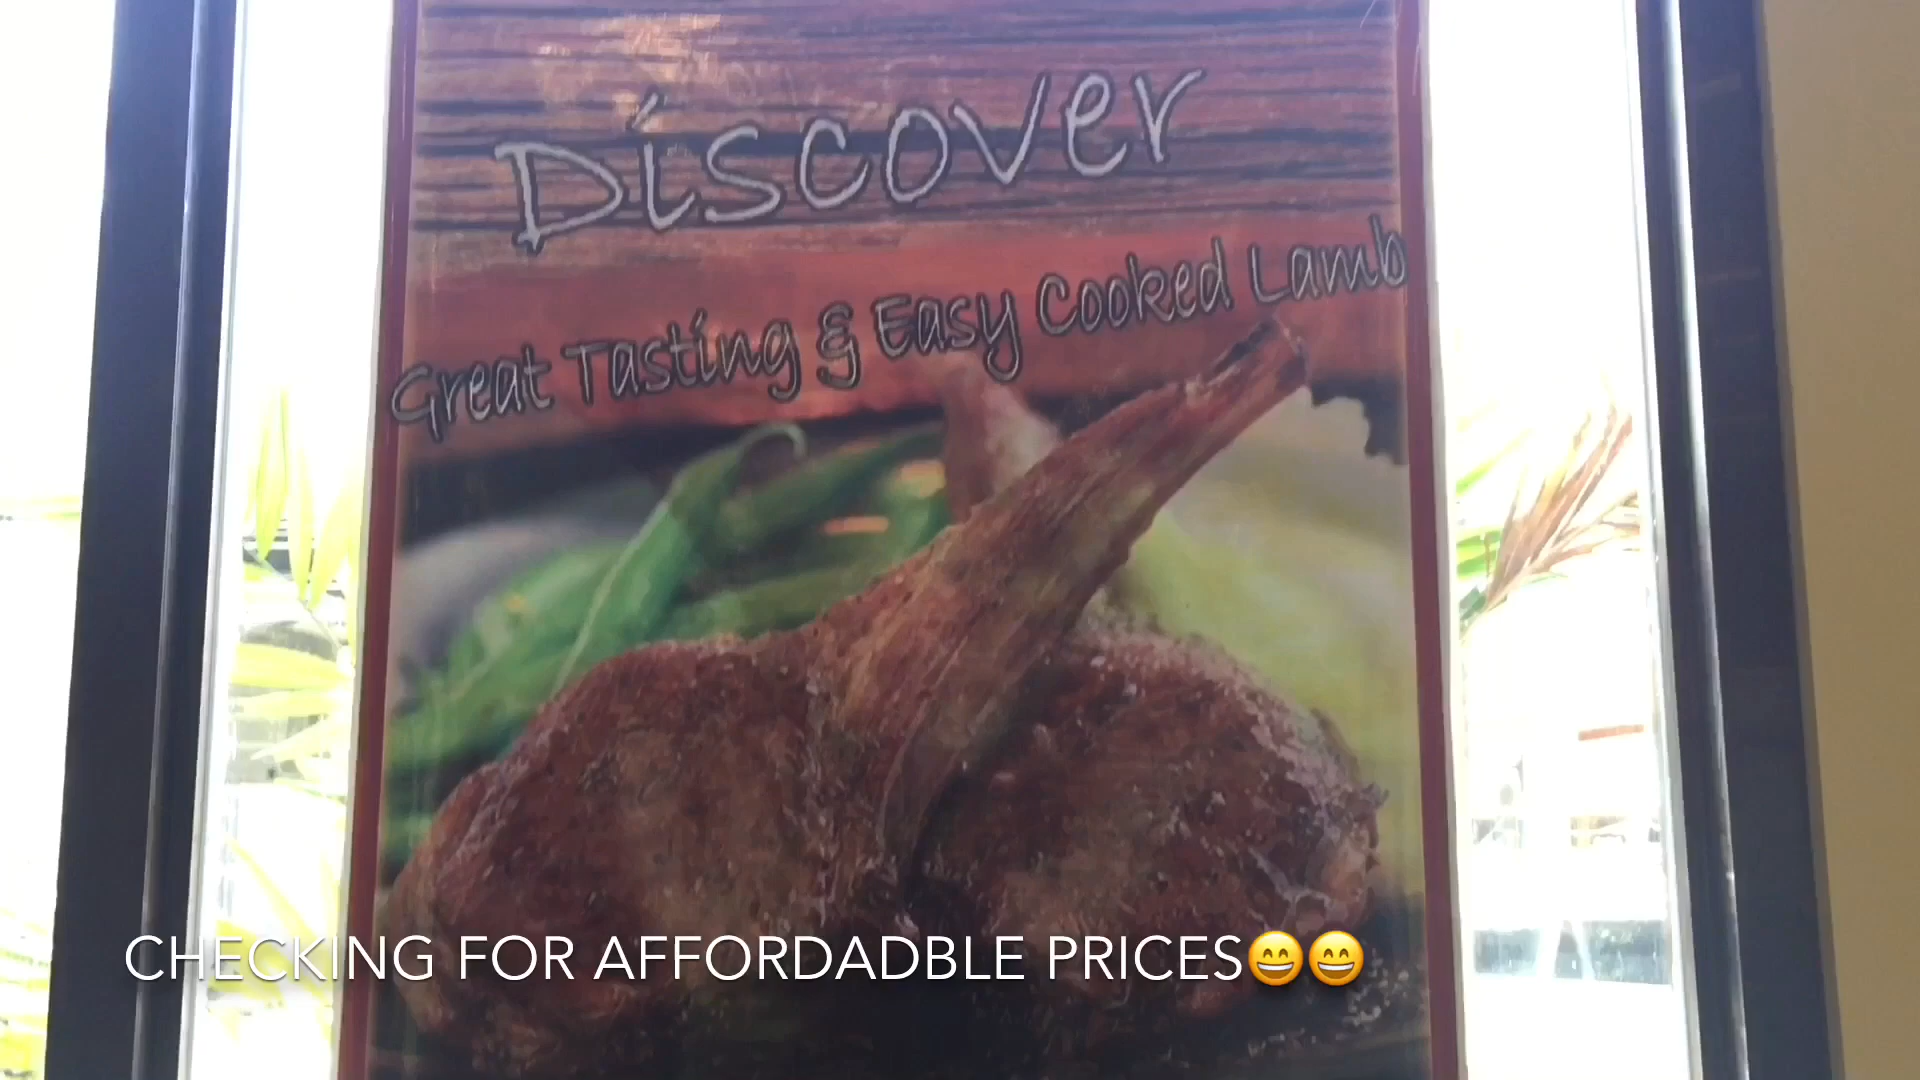 Discover
Great Tasting & Easy Cooked Lamb
CHECKING FOR AFFORDADBLE PRICES😄😄